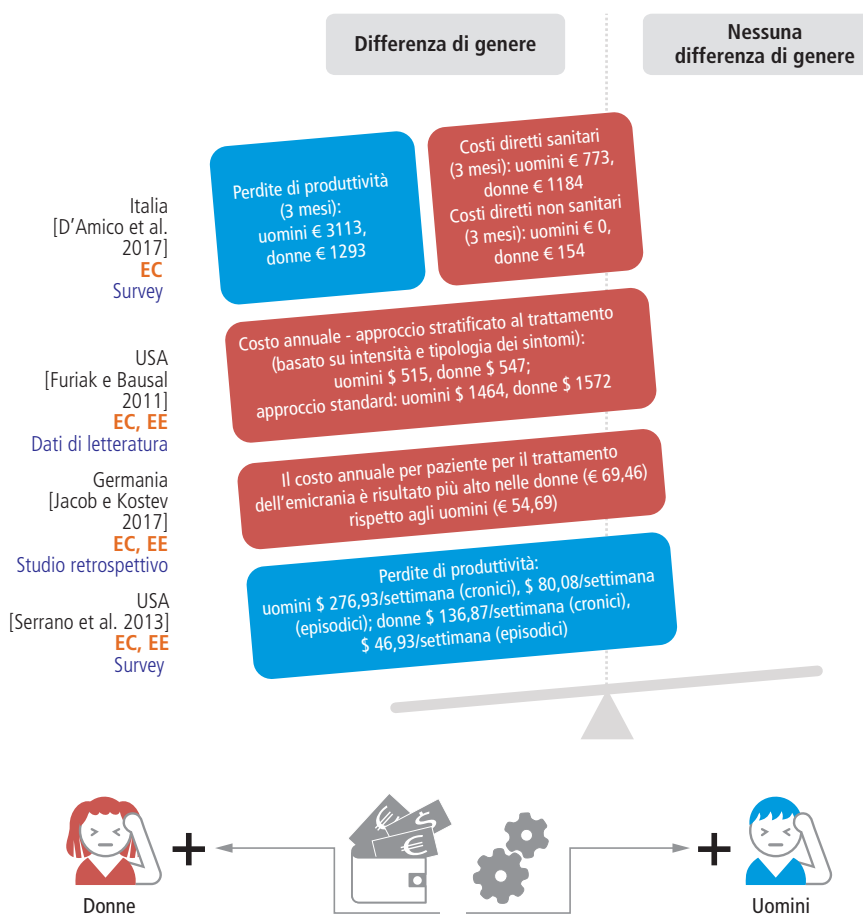 Differenza di genere
Nessuna
differenza di genere
Italia
[D'Amico et al.
2017]
EC
Survey
Perdite di produttività
(3 mesi):
uomini € 3113,
donne € 1293
Costi diretti sanitari
(3 mesi): uomini € 773,
donne € 1184
Costi diretti non sanitari
(3 mesi): uomini € 0,
donne € 154
USA
[Furiak e Bausal
2011]
EC, EE
Dati di letteratura
Costo annuale - approccio stratificato al trattamento
(basato su intensità e tipologia dei sintomi):
uomini $ 515, donne $ 547;
approccio standard: uomini $ 1464, donne $ 1572
Germania
[Jacob e Kostev
2017]
EC, EE
Studio retrospettivo
Il costo annuale per paziente per il trattamento
dell'emicrania è risultato più alto nelle donne (€ 69,46)
rispetto agli uomini (€ 54,69)
USA
[Serrano et al. 2013]
EC, EE
Survey
Perdite di produttività:
uomini $ 276,93/settimana (cronici), $ 80,08/settimana
(episodici); donne $ 136,87/settimana (cronici),
$ 46,93/settimana (episodici)
€ $
€
+
+
Donne
Uomini